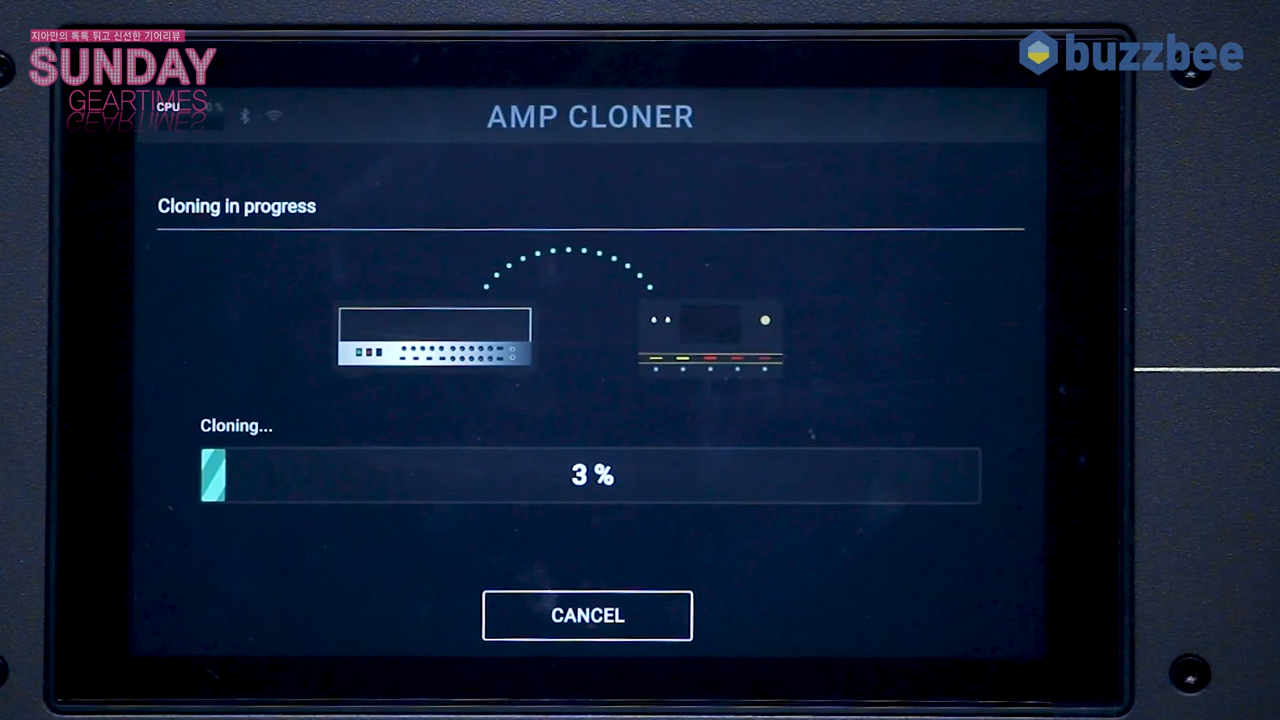 지아만의 톡톡 튀고 신선한 기어리뷰
SUNDAY
GEARTIMES
buzzbee
CPU
AMP CLONER
Cloning in progress
Cloning...
3 %
CANCEL